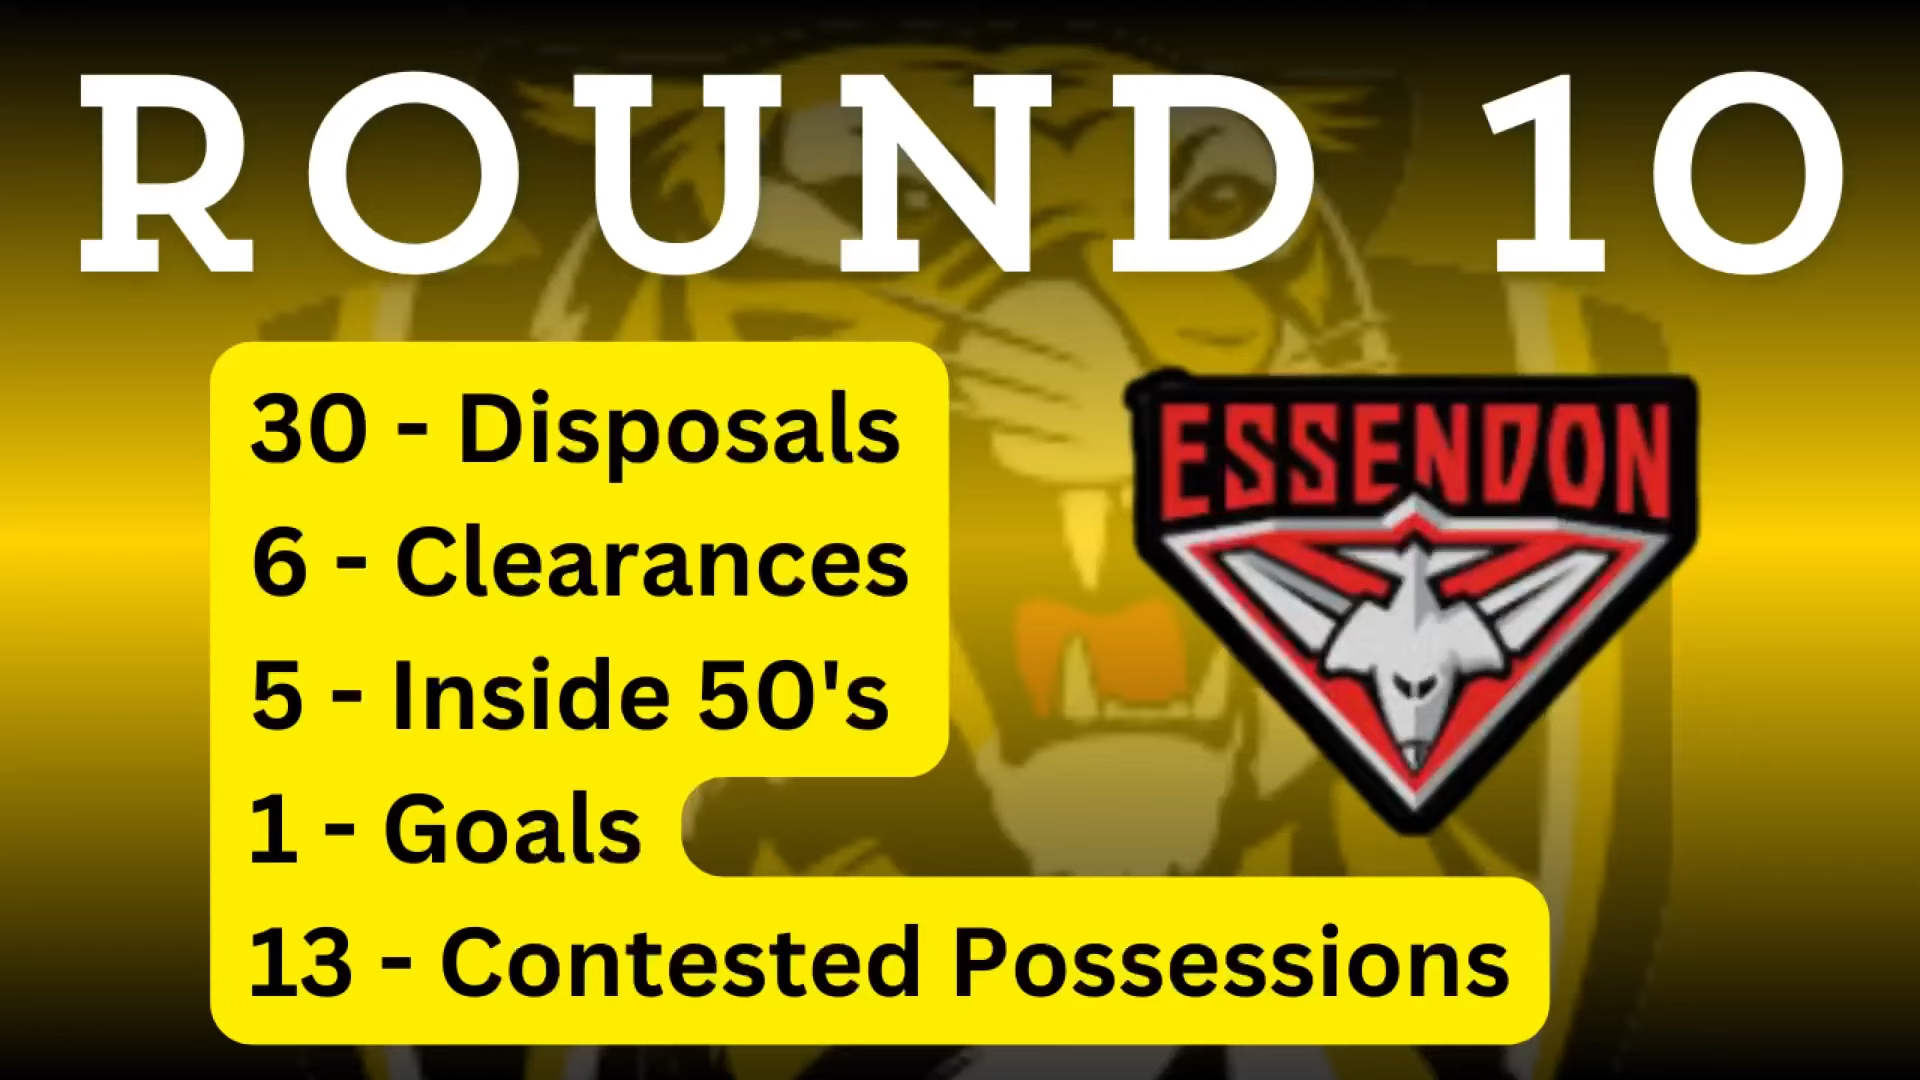 ROUND 10
30 - Disposals
6 - Clearances
5 - Inside 50's
1 - Goals
13 - Contested Possessions
ESSENDON